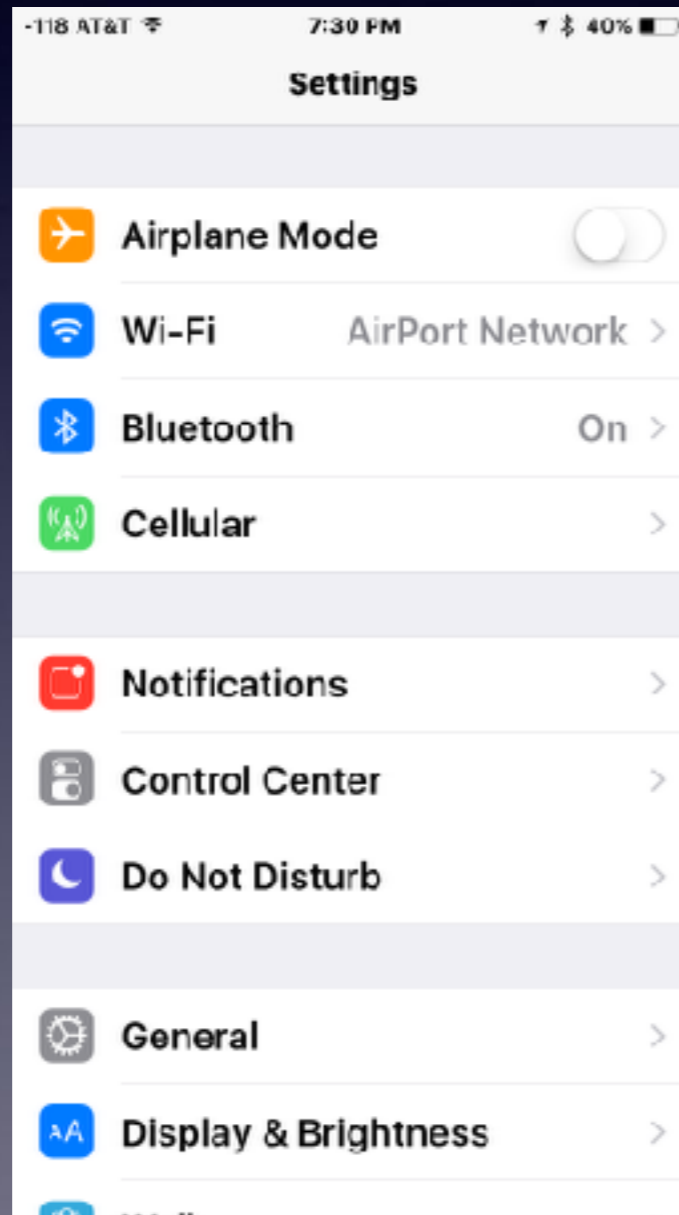 -118 AT&T 7:30 PM 40%
Settings
Airplane Mode
Wi-Fi AirPort Network
Bluetooth On
Cellular
Notifications
Control Center
Do Not Disturb
General
AA Display & Brightness